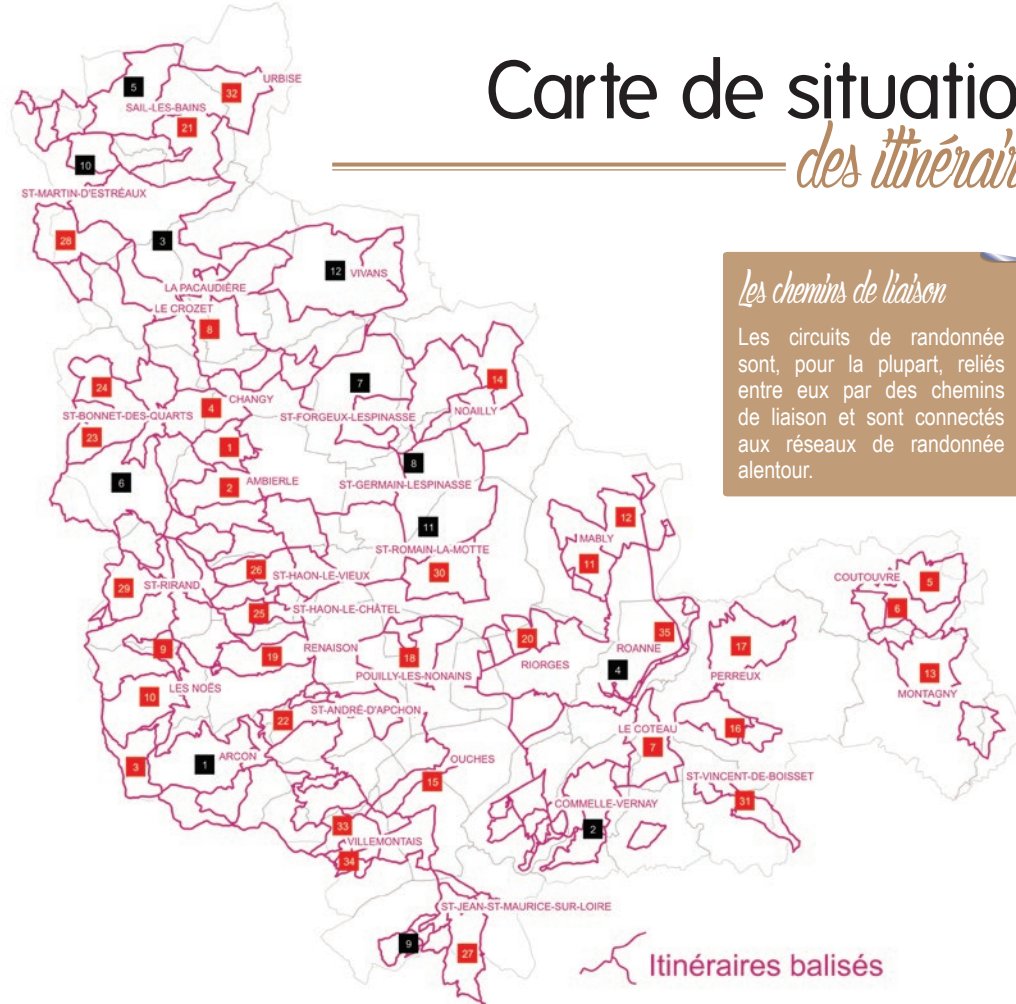 Carte de situatio
des itinérair
Les chemins de liaison
Les circuits de randonnée
sont, pour la plupart, reliés
entre eux par des chemins
de liaison et sont connectés
aux réseaux de randonnée
alentour.
5
32
URBISE
SAIL-LES-BAINS
21
10
ST-MARTIN-D'ESTRÉAUX
28
3
12
VIVANS
LA PACAUDIÈRE
LE CROZET
8
24
7
14
4
CHANGY
ST-BONNET-DES-QUARTS
ST-FORGEUX-LESPINASSE
NOAILLY
23
1
8
6
2
AMBIERLE
ST-GERMAIN-LESPINASSE
11
12
MABLY
ST-ROMAIN-LA-MOTTE
11
26
ST-HAON-LE-VIEUX
30
29
ST-RIRAND
COUTOUVRE
5
25
ST-HAON-LE-CHÂTEL
6
9
19
RENAISON
18
20
35
17
ROANNE
RIORGES
4
POUILLY-LES-NONAINS
PERREUX
13
MONTAGNY
10
LES NOËS
22
ST-ANDRÉ-D'APCHON
16
LE COTEAU
7
3
1
ARCON
OUCHES
15
ST-VINCENT-DE-BOISSET
31
COMMELLE-VERNAY
2
33
VILLEMONTAIS
34
ST-JEAN-ST-MAURICE-SUR-LOIRE
9
27
Itinéraires balisés